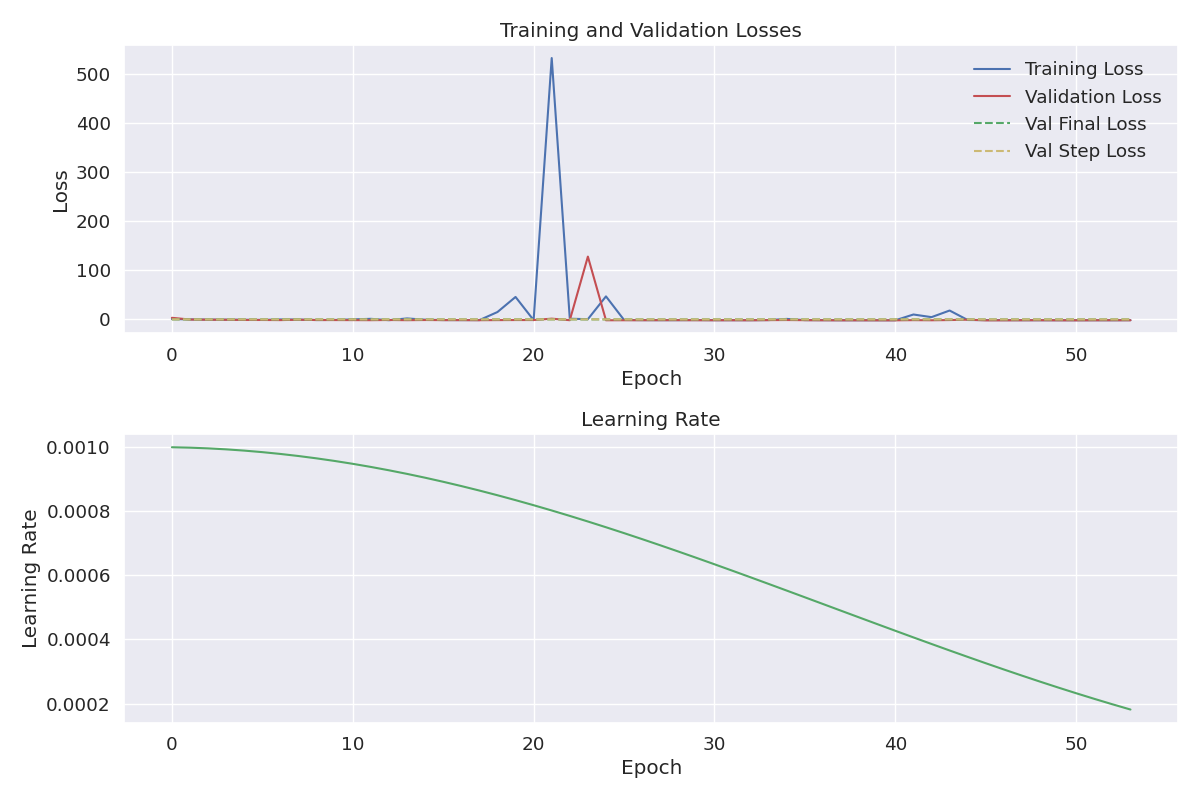 Training and Validation Losses
500
400
300
200
100
0
Loss
Training Loss
Validation Loss
Val Final Loss
Val Step Loss
0 10 20 30 40 50
Epoch
Learning Rate
0.0010
0.0008
0.0006
0.0004
0.0002
Learning Rate
0 10 20 30 40 50
Epoch